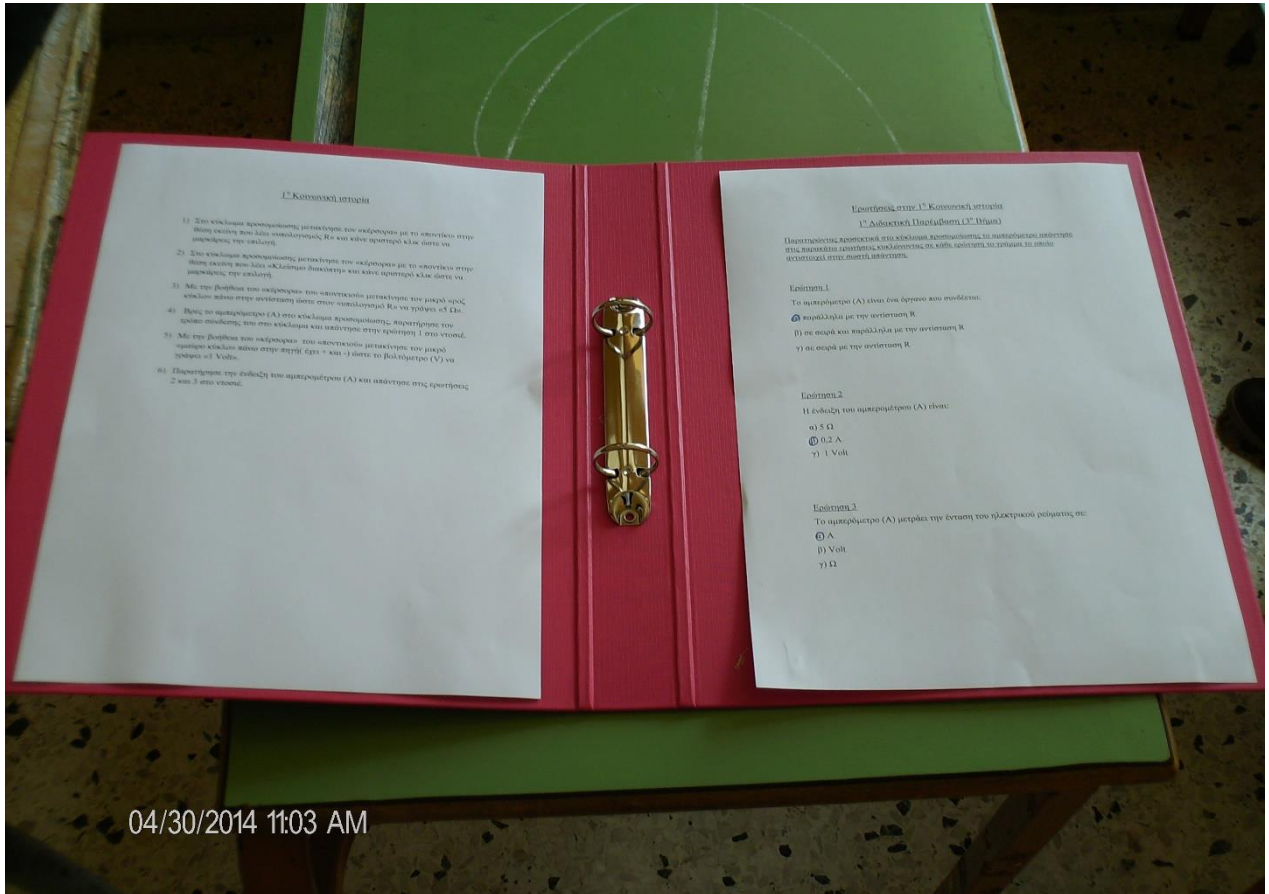 1η Κοινωνική ιστορία
1) Στο κύκλωμα προσομοίωσης μετακίνησε τον «κέρσορα» με το «ποντίκι» στην
θέση εκείνη που λέει «υπολογισμός R» και κάνε αριστερό κλικ ώστε να
μαρκάρεις την επιλογή.
2) Στο κύκλωμα προσομοίωσης μετακίνησε τον «κέρσορα» με το «ποντίκι» στην
θέση εκείνη που λέει «Κλείσιμο διακόπτη» και κάνε αριστερό κλικ ώστε να
μαρκάρεις την επιλογή.
3) Με την βοήθεια του «κέρσορα» του «ποντικιού» μετακίνησε τον μικρό «ροζ
κύκλο» πάνω στην αντίσταση ώστε στον «υπολογισμό R» να γράψει «5 Ω».
4) Βρες το αμπερόμετρο (Α) στο κύκλωμα προσομοίωσης, παρατήρησε τον
τρόπο σύνδεσης του στο κύκλωμα και απάντησε στην ερώτηση 1 στο ντοσιέ.
5) Με την βοήθεια του «κέρσορα» του «ποντικιού» μετακίνησε τον μικρό
«μαύρο κύκλο» πάνω στην πηγή( έχει + και -) ώστε το βολτόμετρο (V) να
γράψει «1 Volt».
6) Παρατήρησε την ένδειξη του αμπερομέτρου (Α) και απάντησε στις ερωτήσεις
2 και 3 στο ντοσιέ.
Ερωτήσεις στην 1η Κοινωνική ιστορία
1η Διδακτική Παρέμβαση (3ο Βήμα)
Παρατηρώντας προσεκτικά στο κύκλωμα προσομοίωσης το αμπερόμετρο απάντησε
στις παρακάτω ερωτήσεις κυκλώνοντας σε κάθε ερώτηση το γράμμα το οποίο
αντιστοιχεί στην σωστή απάντηση.
Ερώτηση 1
Το αμπερόμετρο (Α) είναι ένα όργανο που συνδέεται:
α) παράλληλα με την αντίσταση R
β) σε σειρά και παράλληλα με την αντίσταση R
γ) σε σειρά με την αντίσταση R
Ερώτηση 2
Η ένδειξη του αμπερομέτρου (Α) είναι:
α) 5 Ω
β) 0,2 Α
γ) 1 Volt
Ερώτηση 3
Το αμπερόμετρο (Α) μετράει την ένταση του ηλεκτρικού ρεύματος σε:
α) Α
β) Volt
γ) Ω
04/30/2014 11:03 AM